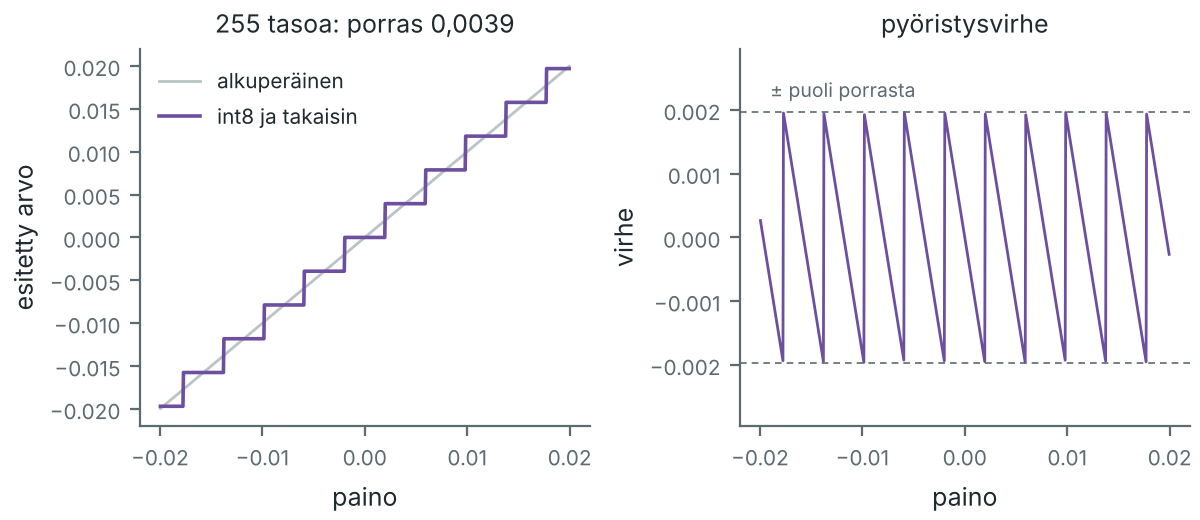 255 tasoa: porras 0,0039
alkuperäinen
int8 ja takaisin
esitetty arvo
0.020
0.015
0.010
0.005
0.000
−0.005
−0.010
−0.015
−0.020
−0.02
−0.01
0.00
0.01
0.02
paino
pyöristysvirhe
± puoli porrasta
virhe
0.002
0.001
0.000
−0.001
−0.002
−0.02
−0.01
0.00
0.01
0.02
paino